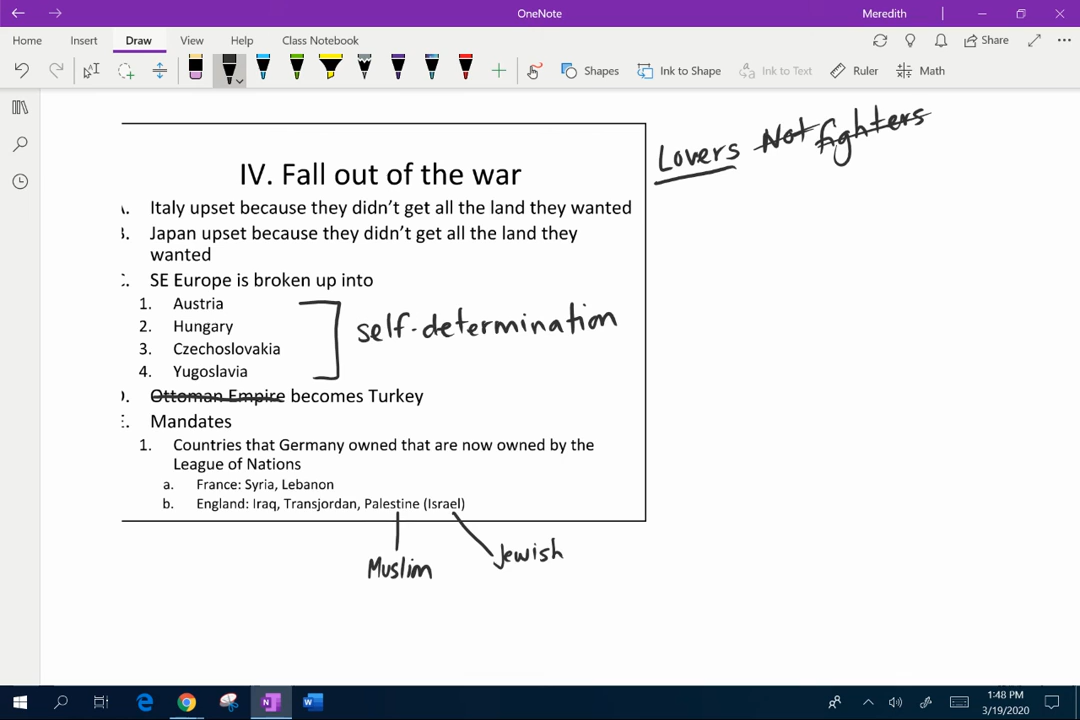 OneNote
Meredith
Home Insert Draw View Help Class Notebook
Share
Shapes Ink to Shape Ink to Text Ruler Math
Lovers Not fighters
IV. Fall out of the war
Italy upset because they didn't get all the land they wanted
Japan upset because they didn't get all the land they
wanted
SE Europe is broken up into
1. Austria
2. Hungary
3. Czechoslovakia
4. Yugoslavia
self-determination
Ottoman Empire becomes Turkey
Mandates
1. Countries that Germany owned that are now owned by the
League of Nations
a. France: Syria, Lebanon
b. England: Iraq, Transjordan, Palestine (Israel)
Muslim
Jewish
1:48 PM
3/19/2020